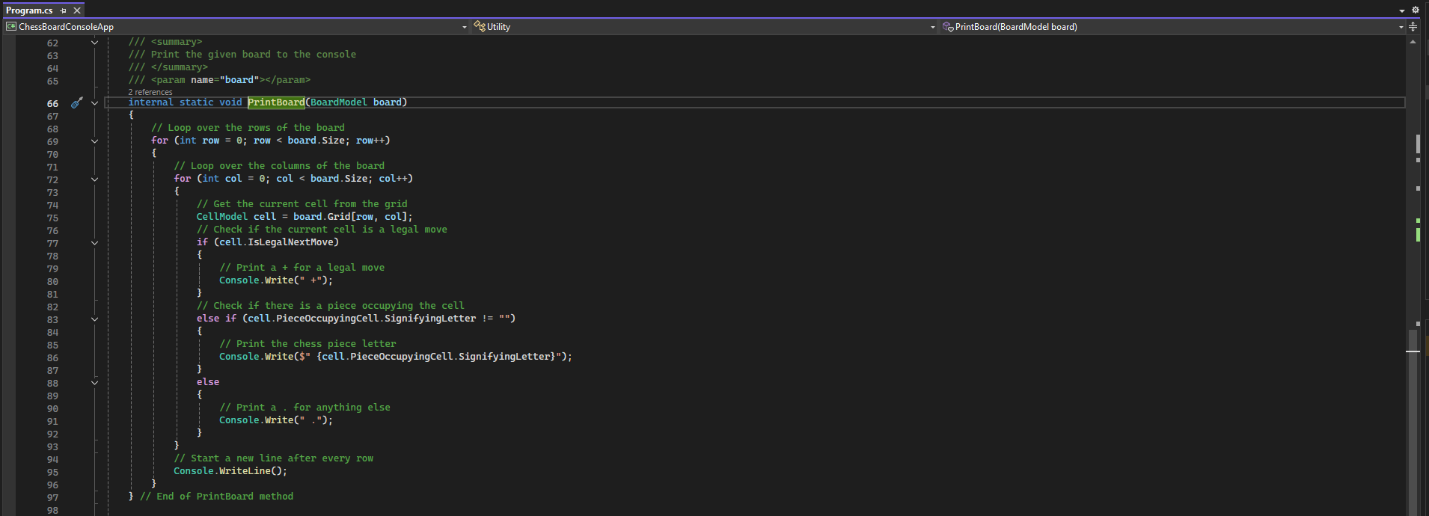 Program.cs
ChessBoardConsoleApp Utility PrintBoard(BoardModel board)
62 /// <summary>
63 /// Print the given board to the console
64 /// </summary>
65 /// <param name="board"></param>
2 references
66 internal static void PrintBoard(BoardModel board)
67 {
68 // Loop over the rows of the board
69 for (int row = 0; row < board.Size; row++)
70 {
71 // Loop over the columns of the board
72 for (int col = 0; col < board.Size; col++)
73 {
74 // Get the current cell from the grid
75 CellModel cell = board.Grid[row, col];
76 // Check if the current cell is a legal move
77 if (cell.IsLegalNextMove)
78 {
79 // Print a + for a legal move
80 Console.Write(" +");
81 }
82 // Check if there is a piece occupying the cell
83 else if (cell.PieceOccupyingCell.SignifyingLetter != "")
84 {
85 // Print the chess piece letter
86 Console.Write($" {cell.PieceOccupyingCell.SignifyingLetter}");
87 }
88 else
89 {
90 // Print a . for anything else
91 Console.Write(" .");
92 }
93 }
94 // Start a new line after every row
95 Console.WriteLine();
96 }
97 } // End of PrintBoard method
98